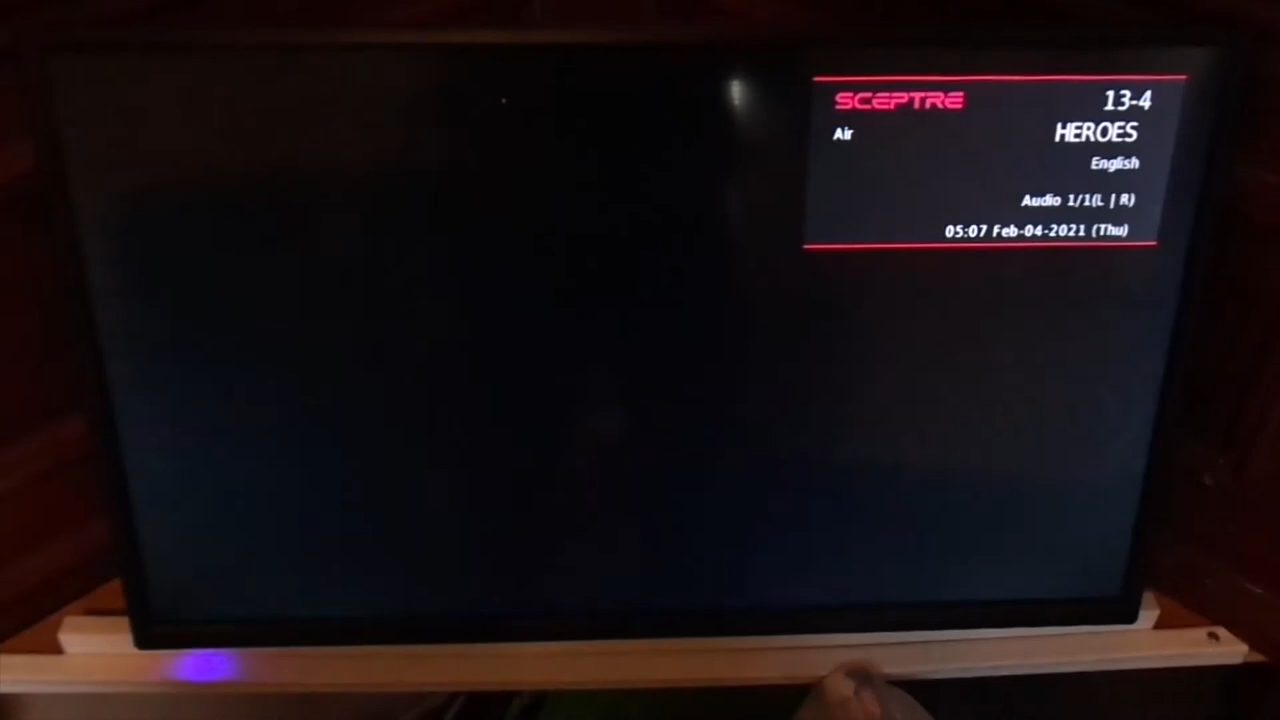 SCEPTRE 13-4
Air HEROES
English
Audio 1/1(L | R)
05:07 Feb-04-2021 (Thu)